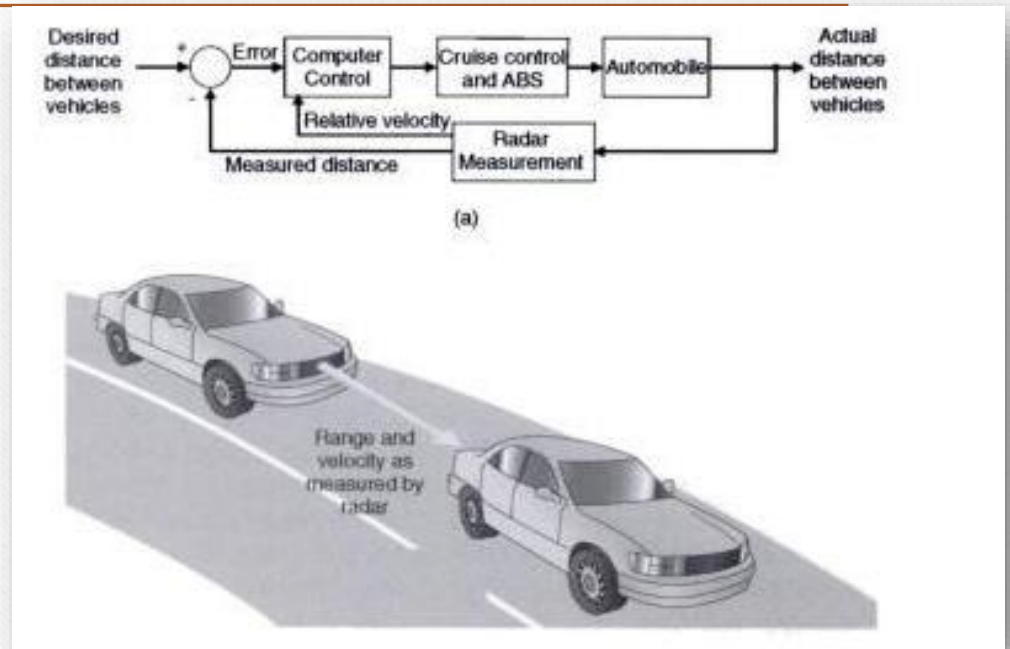 Desired
distance
between
vehicles
+
-
Error
Computer
Control
Cruise control
and ABS
Automobile
Actual
distance
between
vehicles
Relative velocity
Radar
Measurement
Measured distance
(a)
Range and
velocity as
measured by
radar